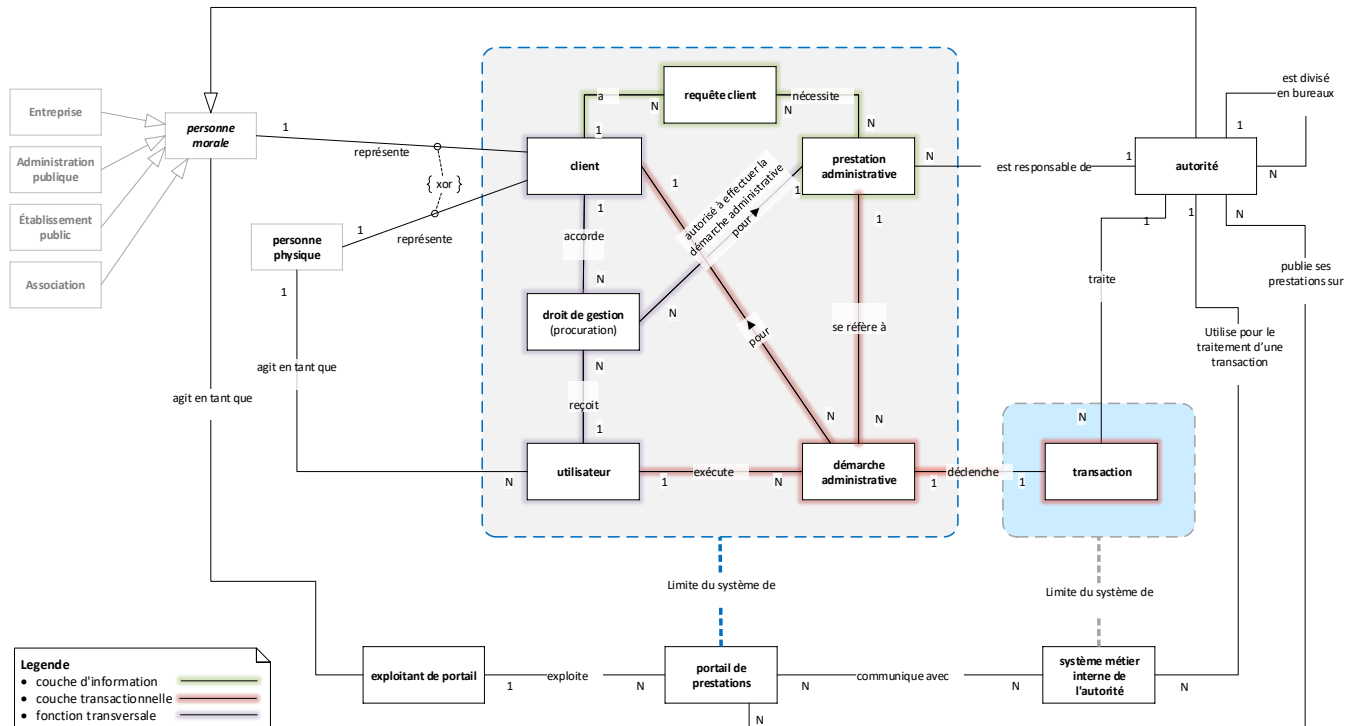 est divisé
en bureaux
1
N
Entreprise
Administration
publique
Établissement
public
Association
personne
morale
1
représente
{ xor }
1
représente
personne
physique
1
agit en tant que
agit en tant que
N
requête client
a
N
N
nécessite
N
1
client
1
accorde
N
1
autorisé à effectuer la
démarche administrative
pour
1
prestation
administrative
N
est responsable de
1
autorité
1
se réfère à
N
droit de gestion
(procuration)
N
N
reçoit
1
pour
N
utilisateur
1
exécute
N
démarche
administrative
1
déclenche
1
transaction
N
traite
1
1
N
publie ses
prestations sur
Utilise pour le
traitement d'une
transaction
Limite du système de
Limite du système de
exploitant de portail
1
exploite
N
portail de
prestations
N
communique avec
N
système métier
interne de
l'autorité
N
N
Legende
• couche d'information
• couche transactionnelle
• fonction transversale